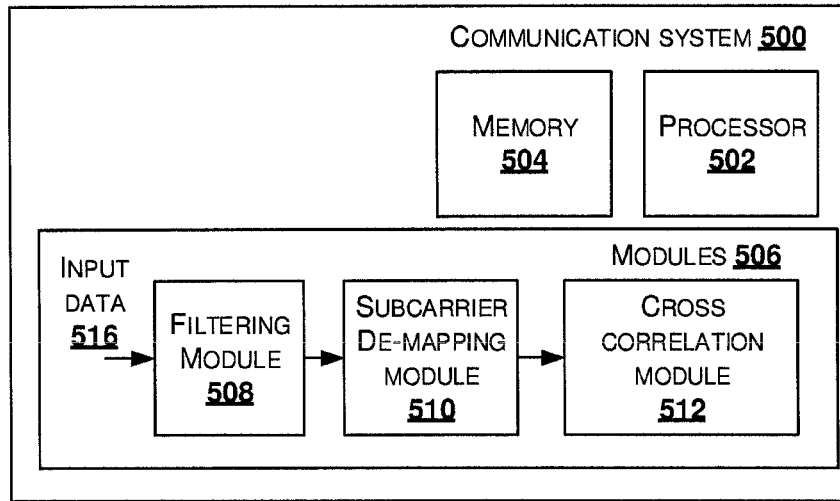 COMMUNICATION SYSTEM 500
MEMORY
504
PROCESSOR
502
MODULES 506
INPUT
DATA
516
FILTERING
MODULE
508
SUBCARRIER
DE-MAPPING
MODULE
510
CROSS
CORRELATION
MODULE
512